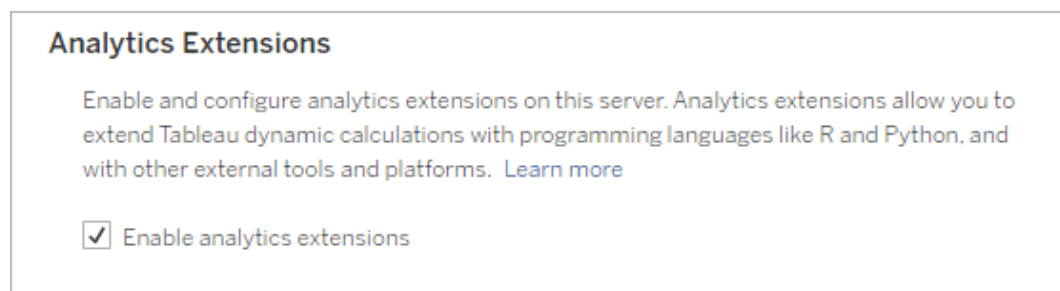 Analytics Extensions
Enable and configure analytics extensions on this server. Analytics extensions allow you to
extend Tableau dynamic calculations with programming languages like R and Python, and
with other external tools and platforms. Learn more
Enable analytics extensions